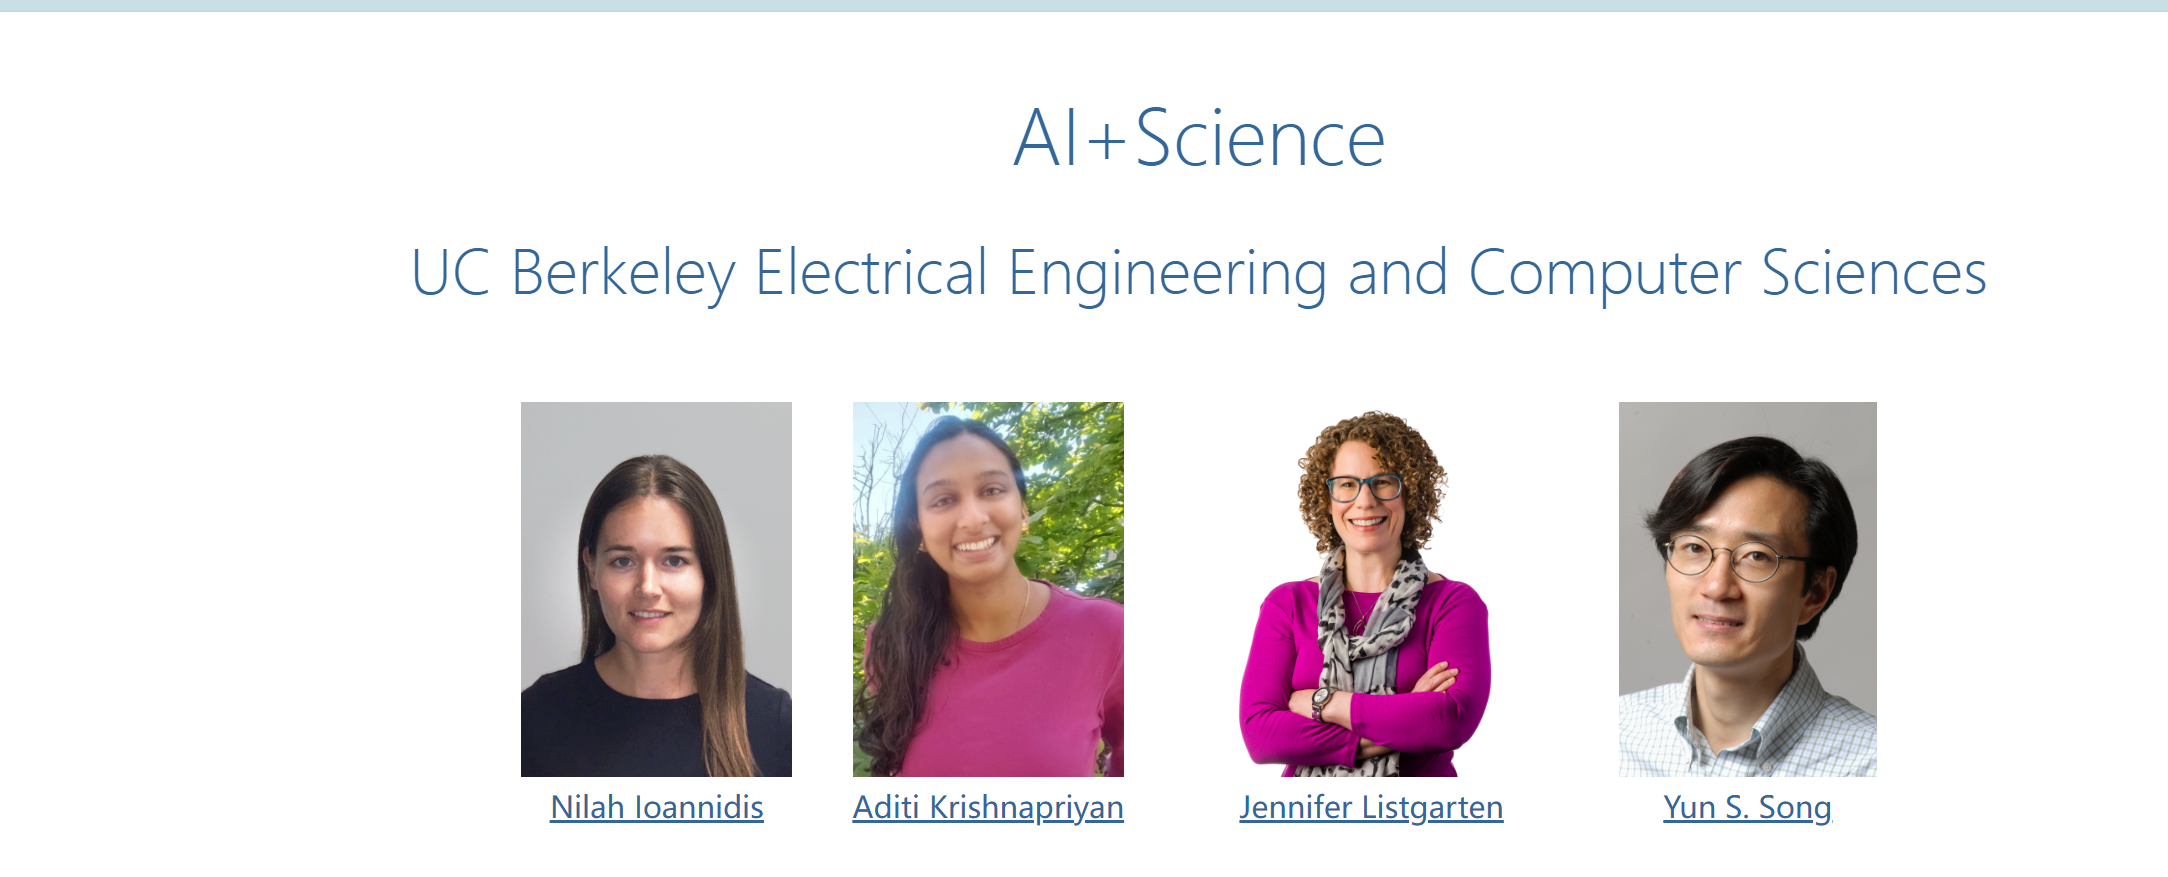 AI+Science
UC Berkeley Electrical Engineering and Computer Sciences
Nilah Ioannidis
Aditi Krishnapriyan
Jennifer Listgarten
Yun S. Song